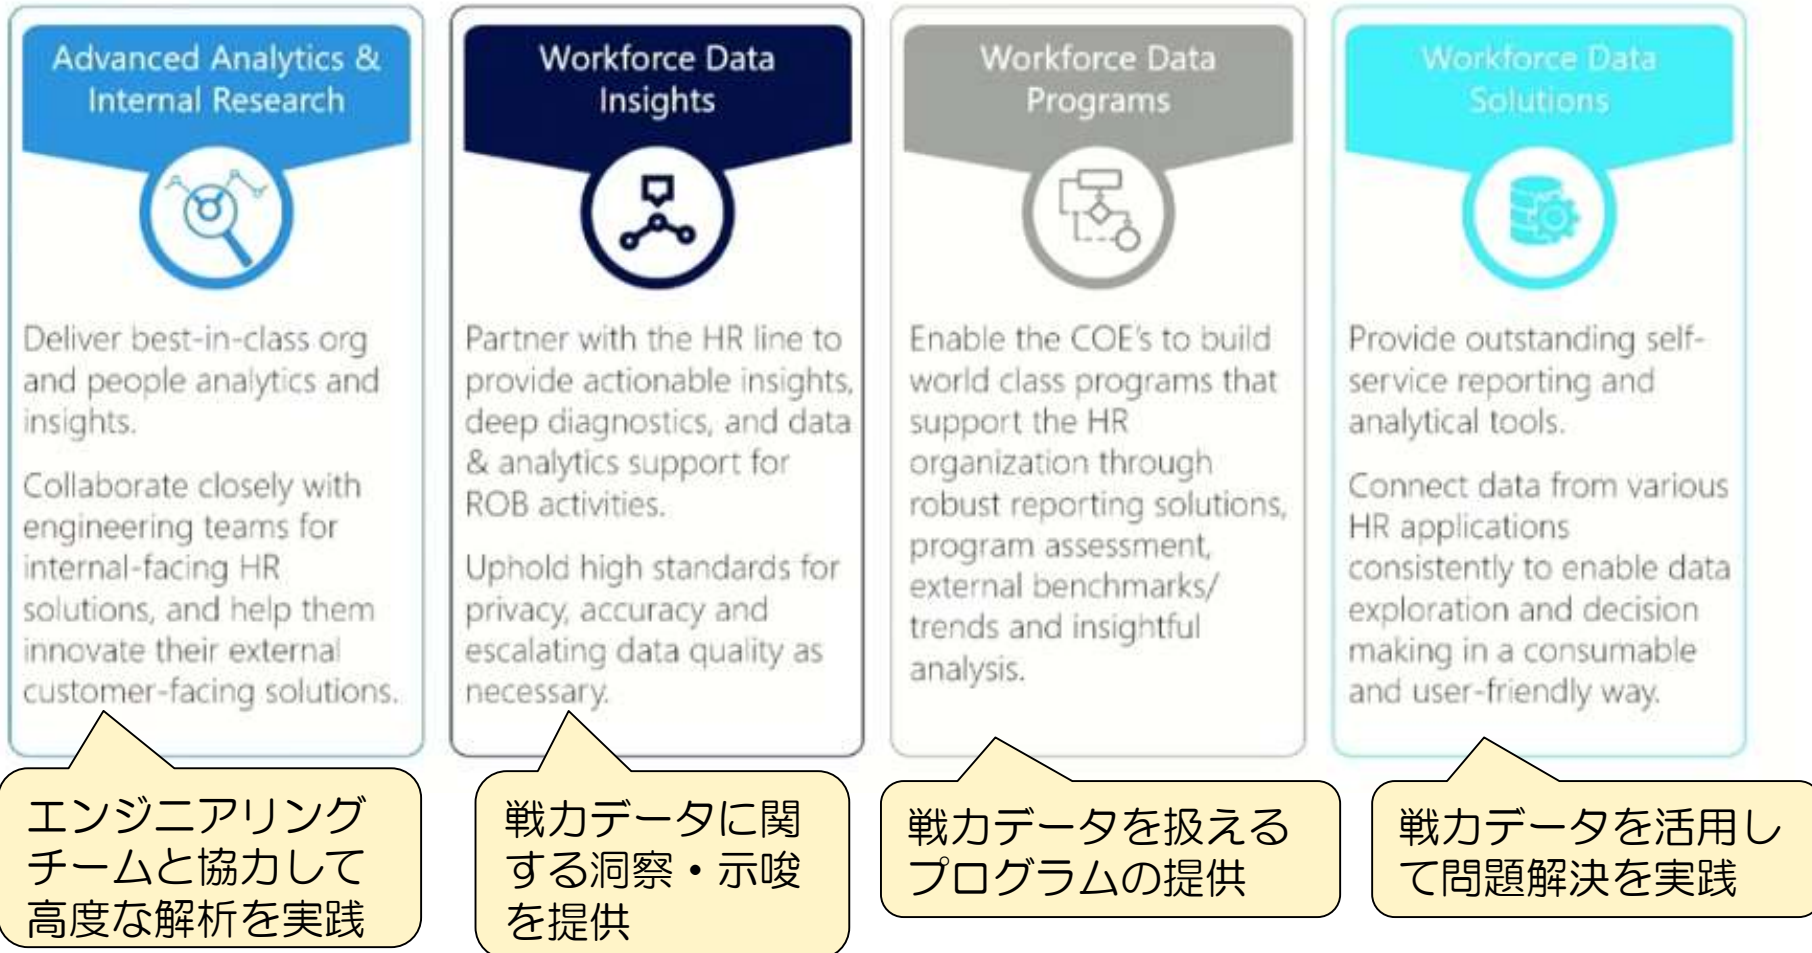 Advanced Analytics &
Internal Research
Deliver best-in-class org
and people analytics and
insights.
Collaborate closely with
engineering teams for
internal-facing HR
solutions, and help them
innovate their external
customer-facing solutions.
エンジニアリング
チームと協力して
高度な解析を実践
Workforce Data
Insights
Partner with the HR line to
provide actionable insights,
deep diagnostics, and data
& analytics support for
ROB activities.
Uphold high standards for
privacy, accuracy and
escalating data quality as
necessary.
戦力データに関
する洞察・示唆
を提供
Workforce Data
Programs
Enable the COE's to build
world class programs that
support the HR
organization through
robust reporting solutions,
program assessment,
external benchmarks/
trends and insightful
analysis.
戦力データを扱える
プログラムの提供
Workforce Data
Solutions
Provide outstanding self-
service reporting and
analytical tools.
Connect data from various
HR applications
consistently to enable data
exploration and decision
making in a consumable
and user-friendly way.
戦力データを活用し
て問題解決を実践